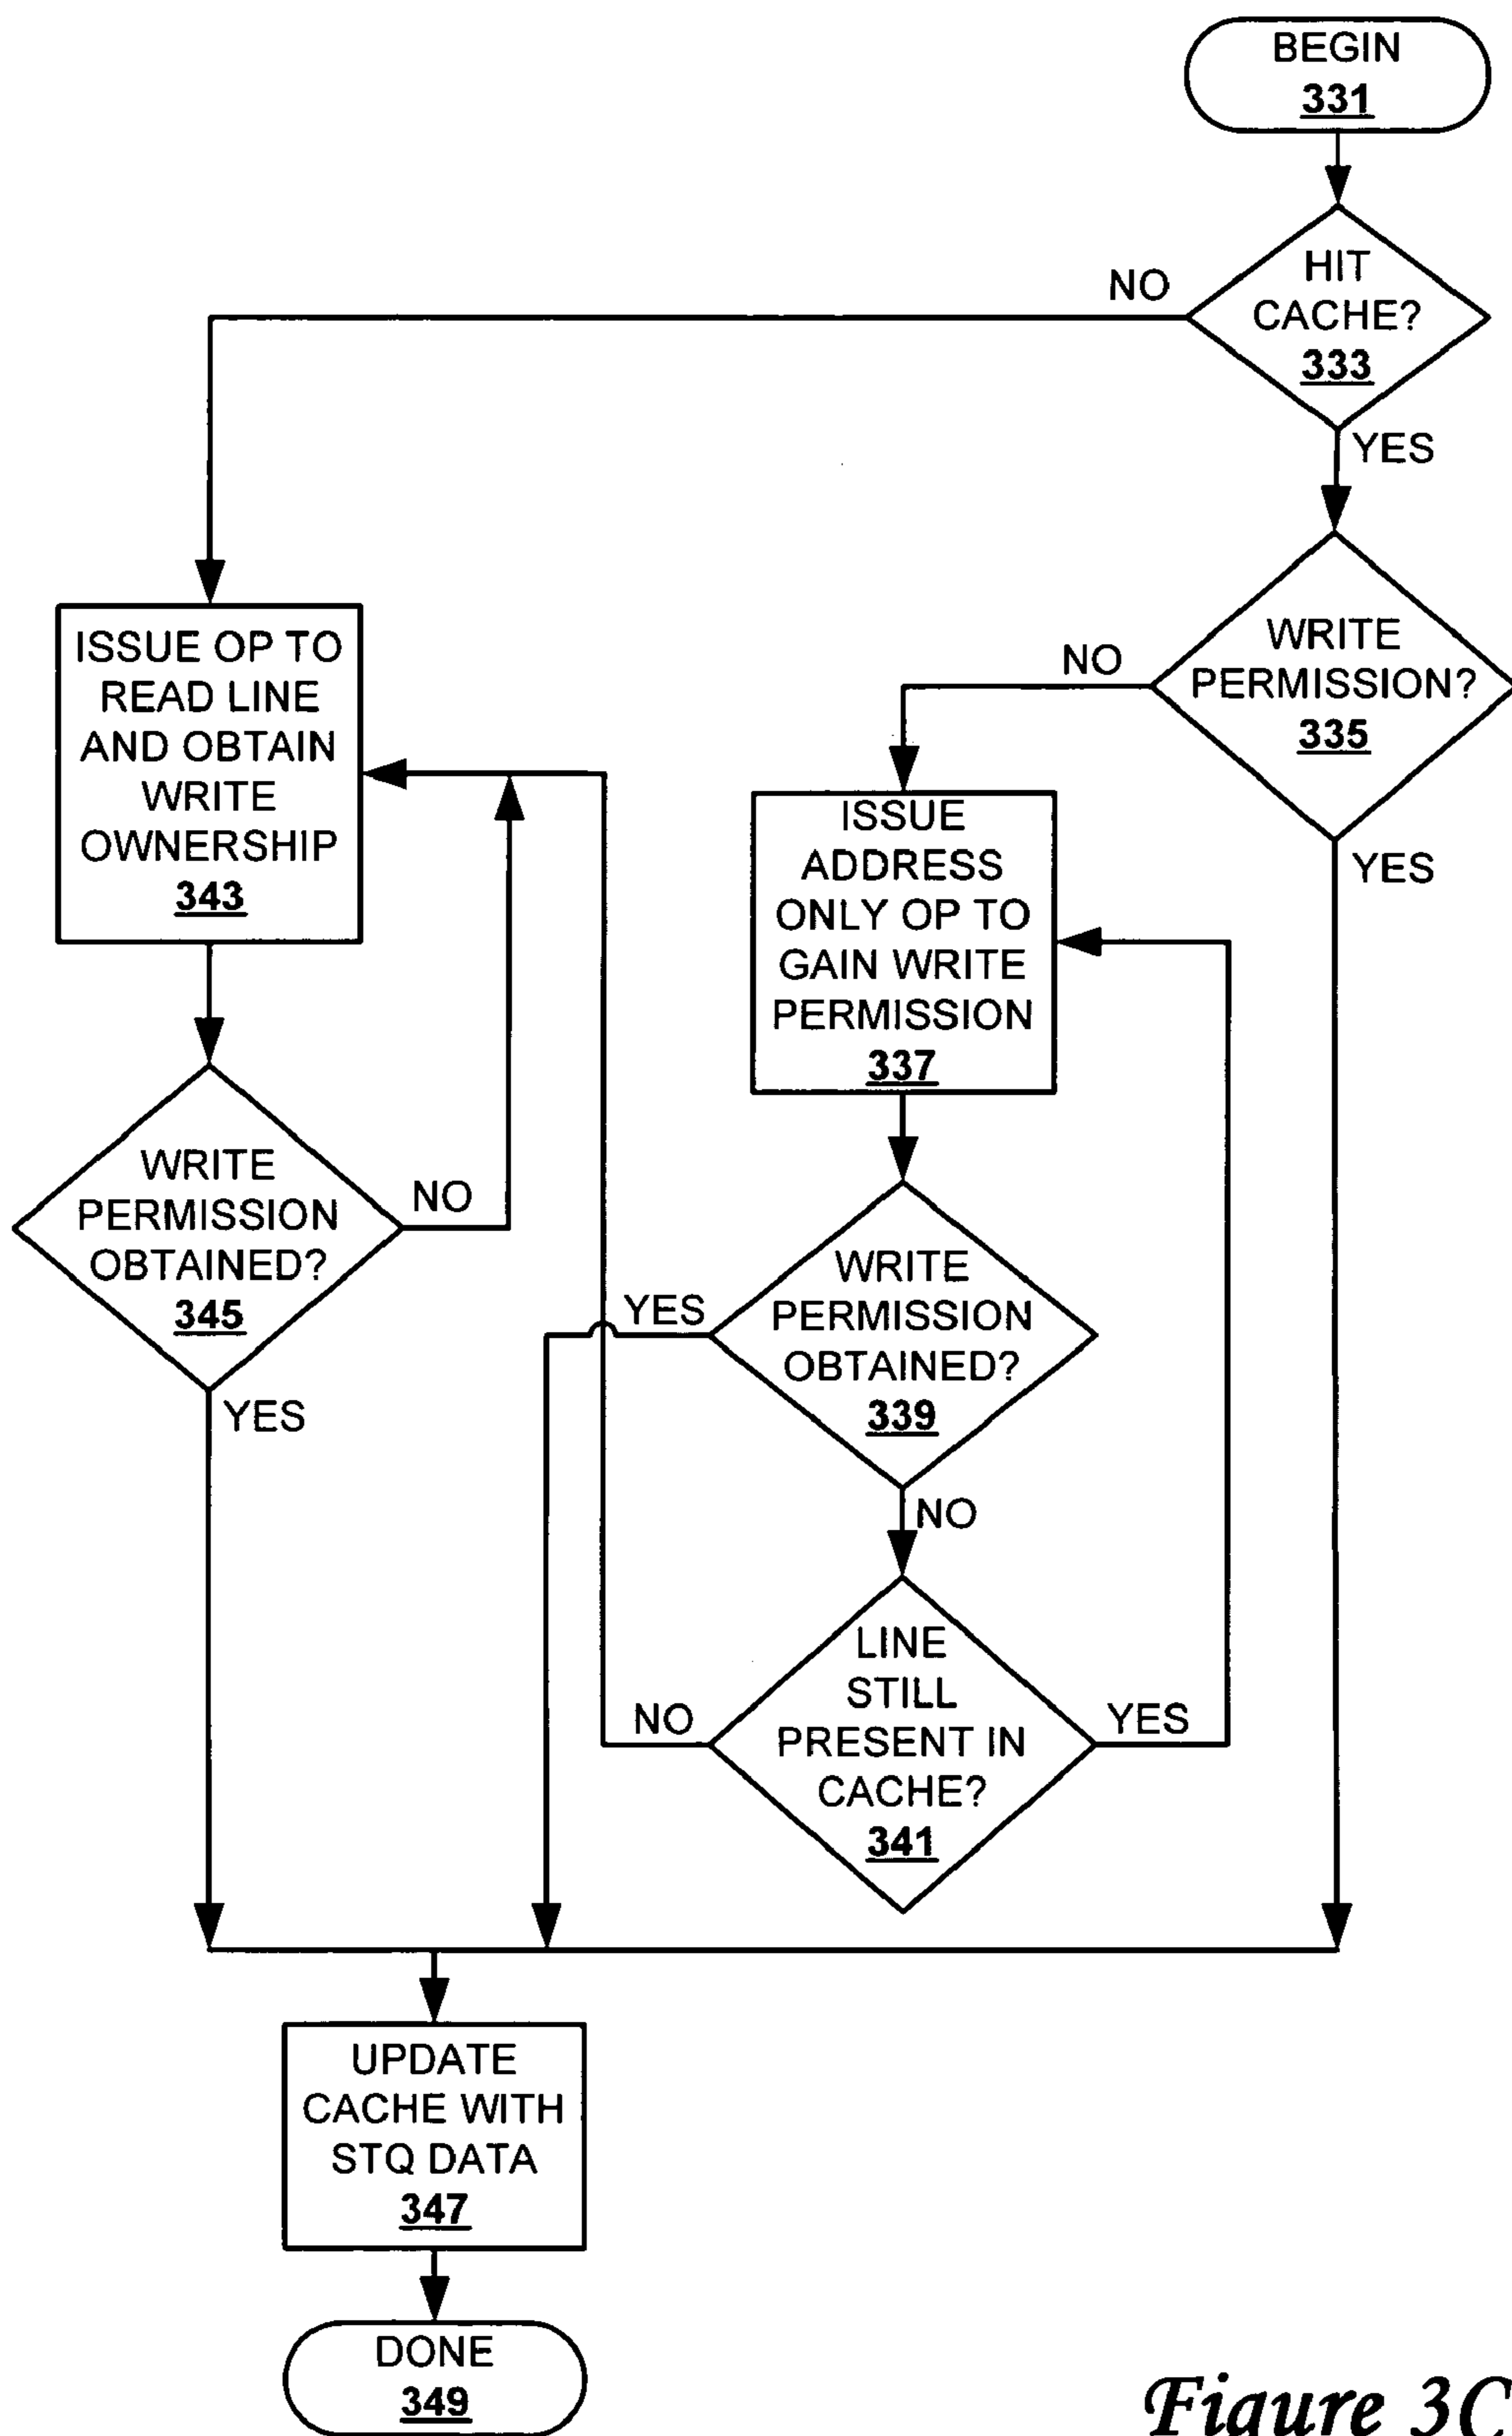 BEGIN
331
HIT
CACHE?
333
NO
YES
WRITE
PERMISSION?
335
NO
YES
ISSUE OP TO
READ LINE
AND OBTAIN
WRITE
OWNERSHIP
343
ISSUE
ADDRESS
ONLY OP TO
GAIN WRITE
PERMISSION
337
WRITE
PERMISSION
OBTAINED?
345
NO
YES
WRITE
PERMISSION
OBTAINED?
339
YES
NO
LINE
STILL
PRESENT IN
CACHE?
341
NO
YES
UPDATE
CACHE WITH
STQ DATA
347
DONE
349
Figure 3C